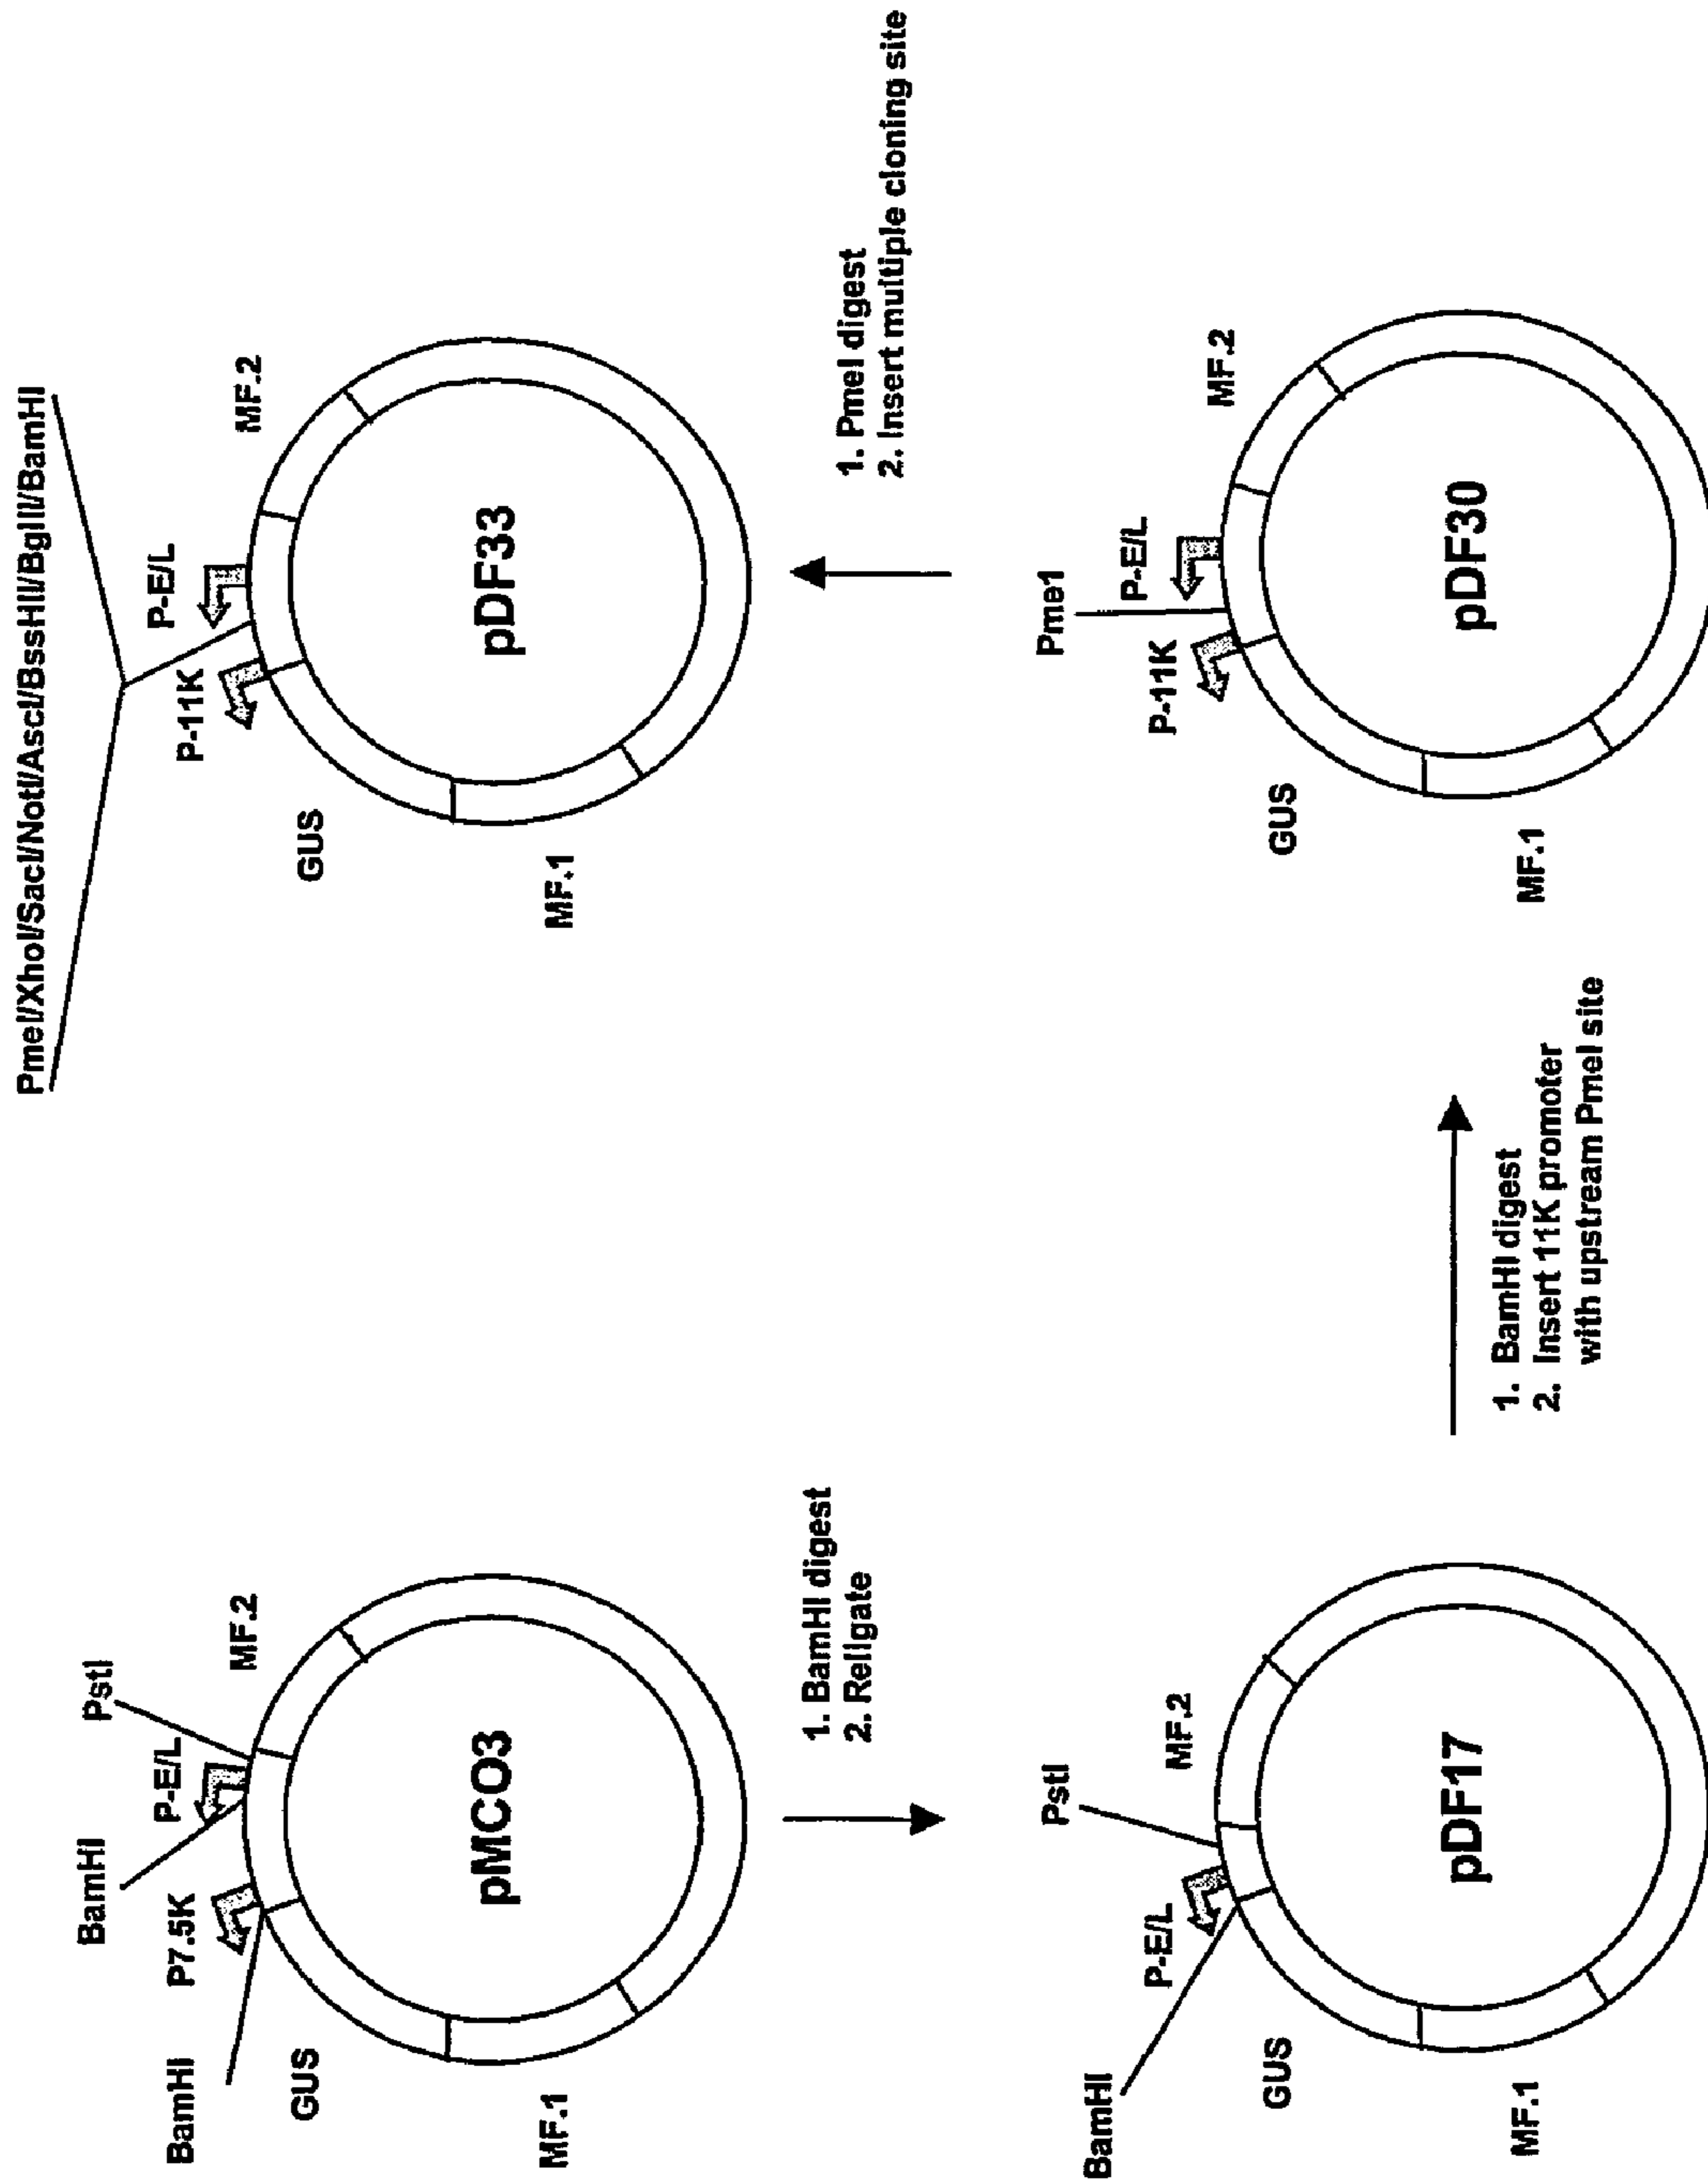 BamHI
PstI
BamHI
P7.5K
P-E/L
MF.2
GUS
pMCO3
MF.1
1. BamHI digest
2. Religate
PstI
BamHI
P-E/L
MF.2
GUS
pDF17
MF.1
1. BamHI digest
2. Insert 11K promoter
with upstream PmeI site
Pme1
P-11K
P-E/L
MF.2
GUS
pDF30
MF.1
1. PmeI digest
2. Insert multiple cloning site
PmeI/XhoI/SacI/NotI/AscI/BssHII/BglII/BamHI
P-11K
P-E/L
MF.2
GUS
pDF33
MF.1